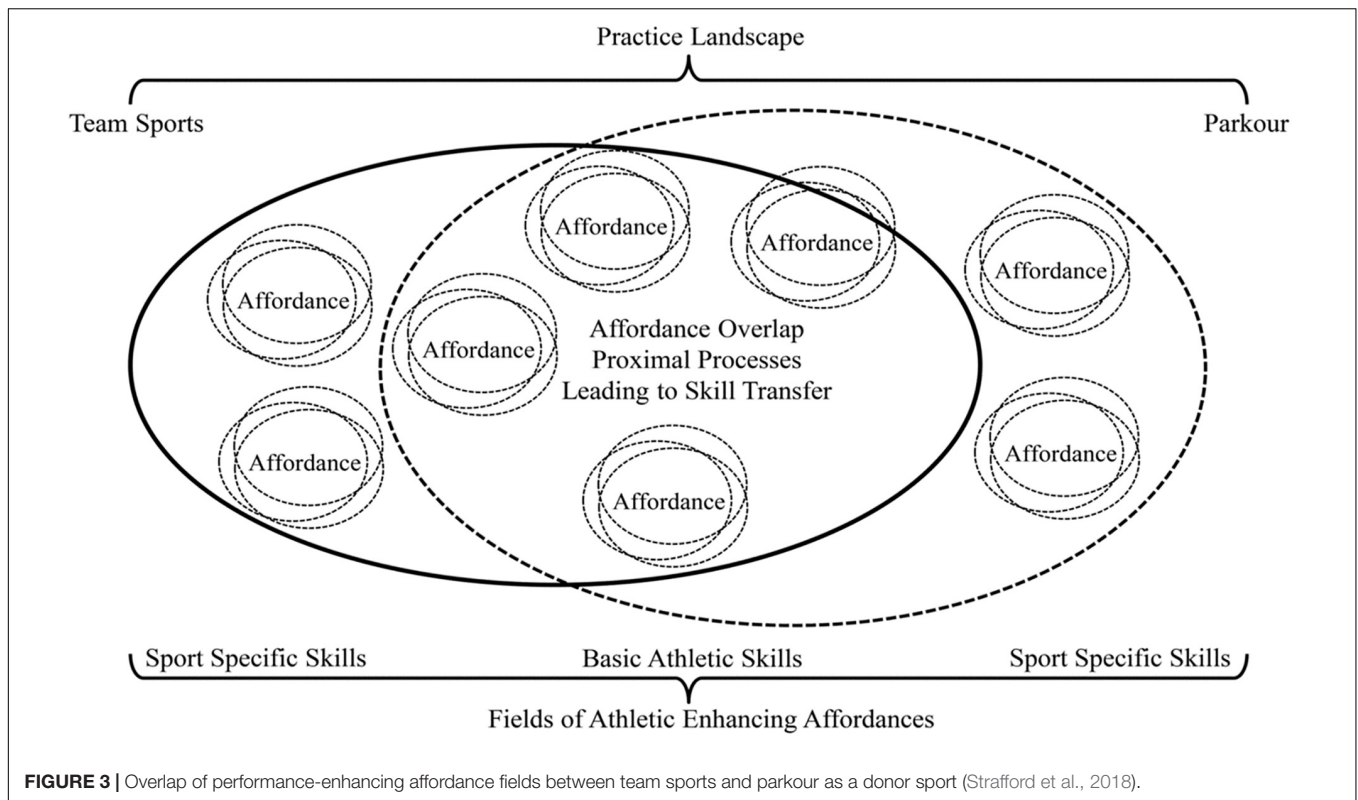 Practice Landscape
Team Sports
Parkour
Affordance
Affordance
Affordance
Affordance
Affordance
Affordance Overlap
Proximal Processes
Leading to Skill Transfer
Affordance
Affordance
Affordance
Sport Specific Skills
Basic Athletic Skills
Sport Specific Skills
Fields of Athletic Enhancing Affordances
FIGURE 3 | Overlap of performance-enhancing affordance fields between team sports and parkour as a donor sport (Strafford et al., 2018).